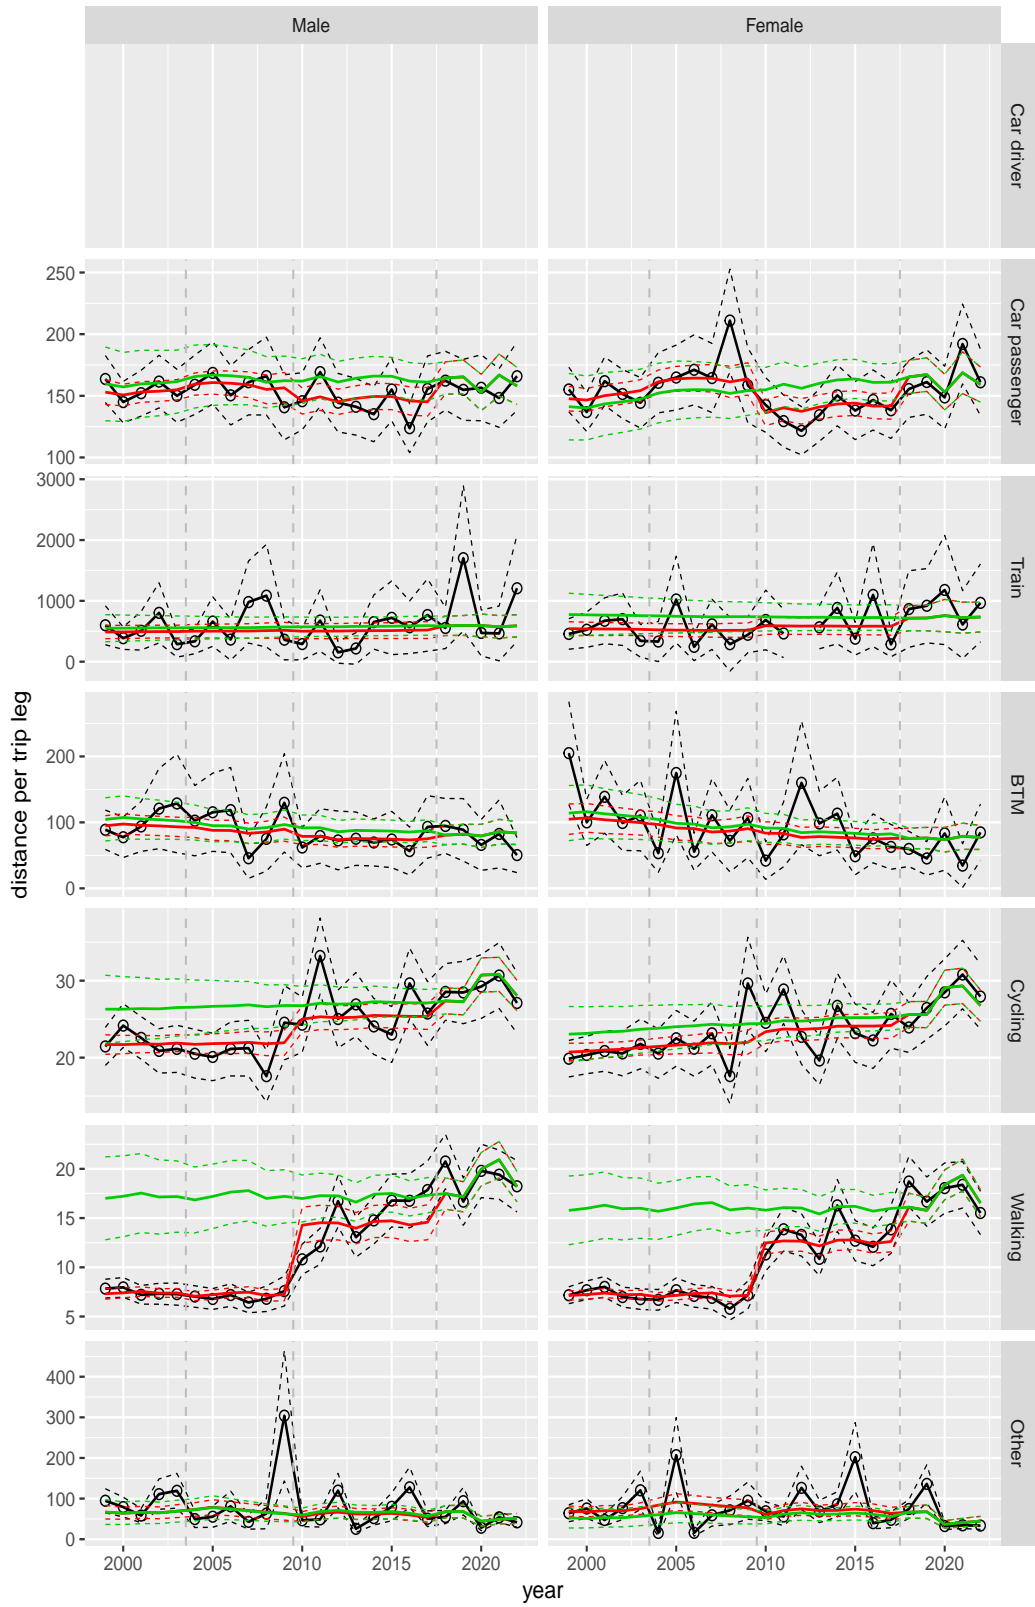 Male Female
Car driver
250
200
150
100
Car passenger
3000
2000
1000
0
Train
distance per trip leg
200
100
0
BTM
30
20
Cycling
20
15
10
5
Walking
400
300
200
100
0
Other
2000 2005 2010 2015 2020 2000 2005 2010 2015 2020
year